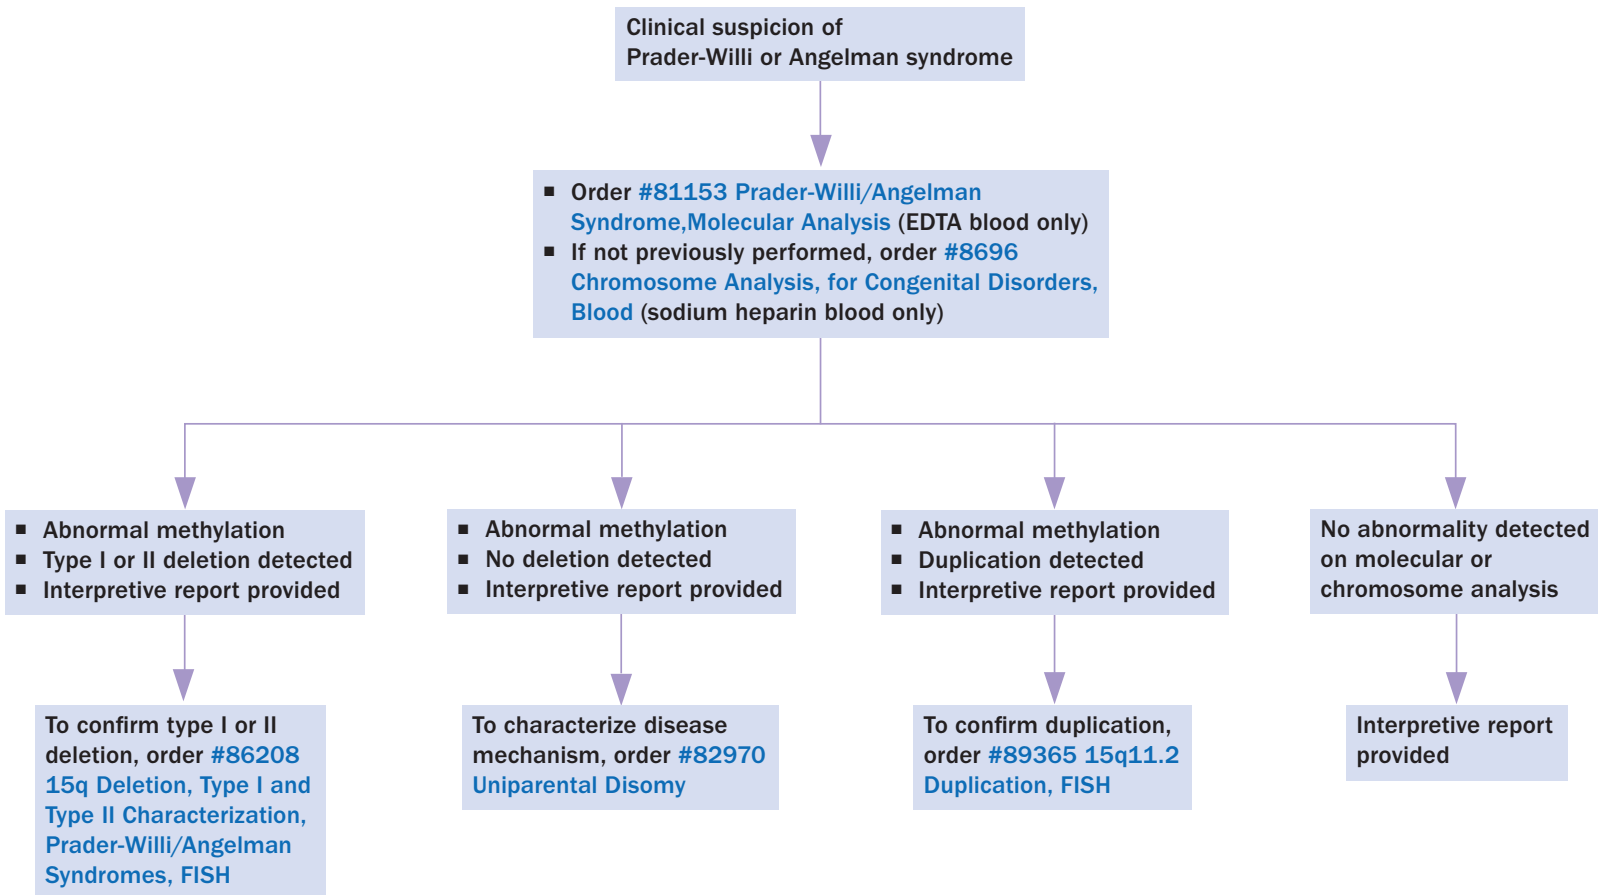 Clinical suspicion of
Prader-Willi or Angelman syndrome
▪ Order #81153 Prader-Willi/Angelman
Syndrome,Molecular Analysis (EDTA blood only)
▪ If not previously performed, order #8696
Chromosome Analysis, for Congenital Disorders,
Blood (sodium heparin blood only)
▪ Abnormal methylation
▪ Type I or II deletion detected
▪ Interpretive report provided
▪ Abnormal methylation
▪ No deletion detected
▪ Interpretive report provided
▪ Abnormal methylation
▪ Duplication detected
▪ Interpretive report provided
No abnormality detected
on molecular or
chromosome analysis
To confirm type I or II
deletion, order #86208
15q Deletion, Type I and
Type II Characterization,
Prader-Willi/Angelman
Syndromes, FISH
To characterize disease
mechanism, order #82970
Uniparental Disomy
To confirm duplication,
order #89365 15q11.2
Duplication, FISH
Interpretive report
provided